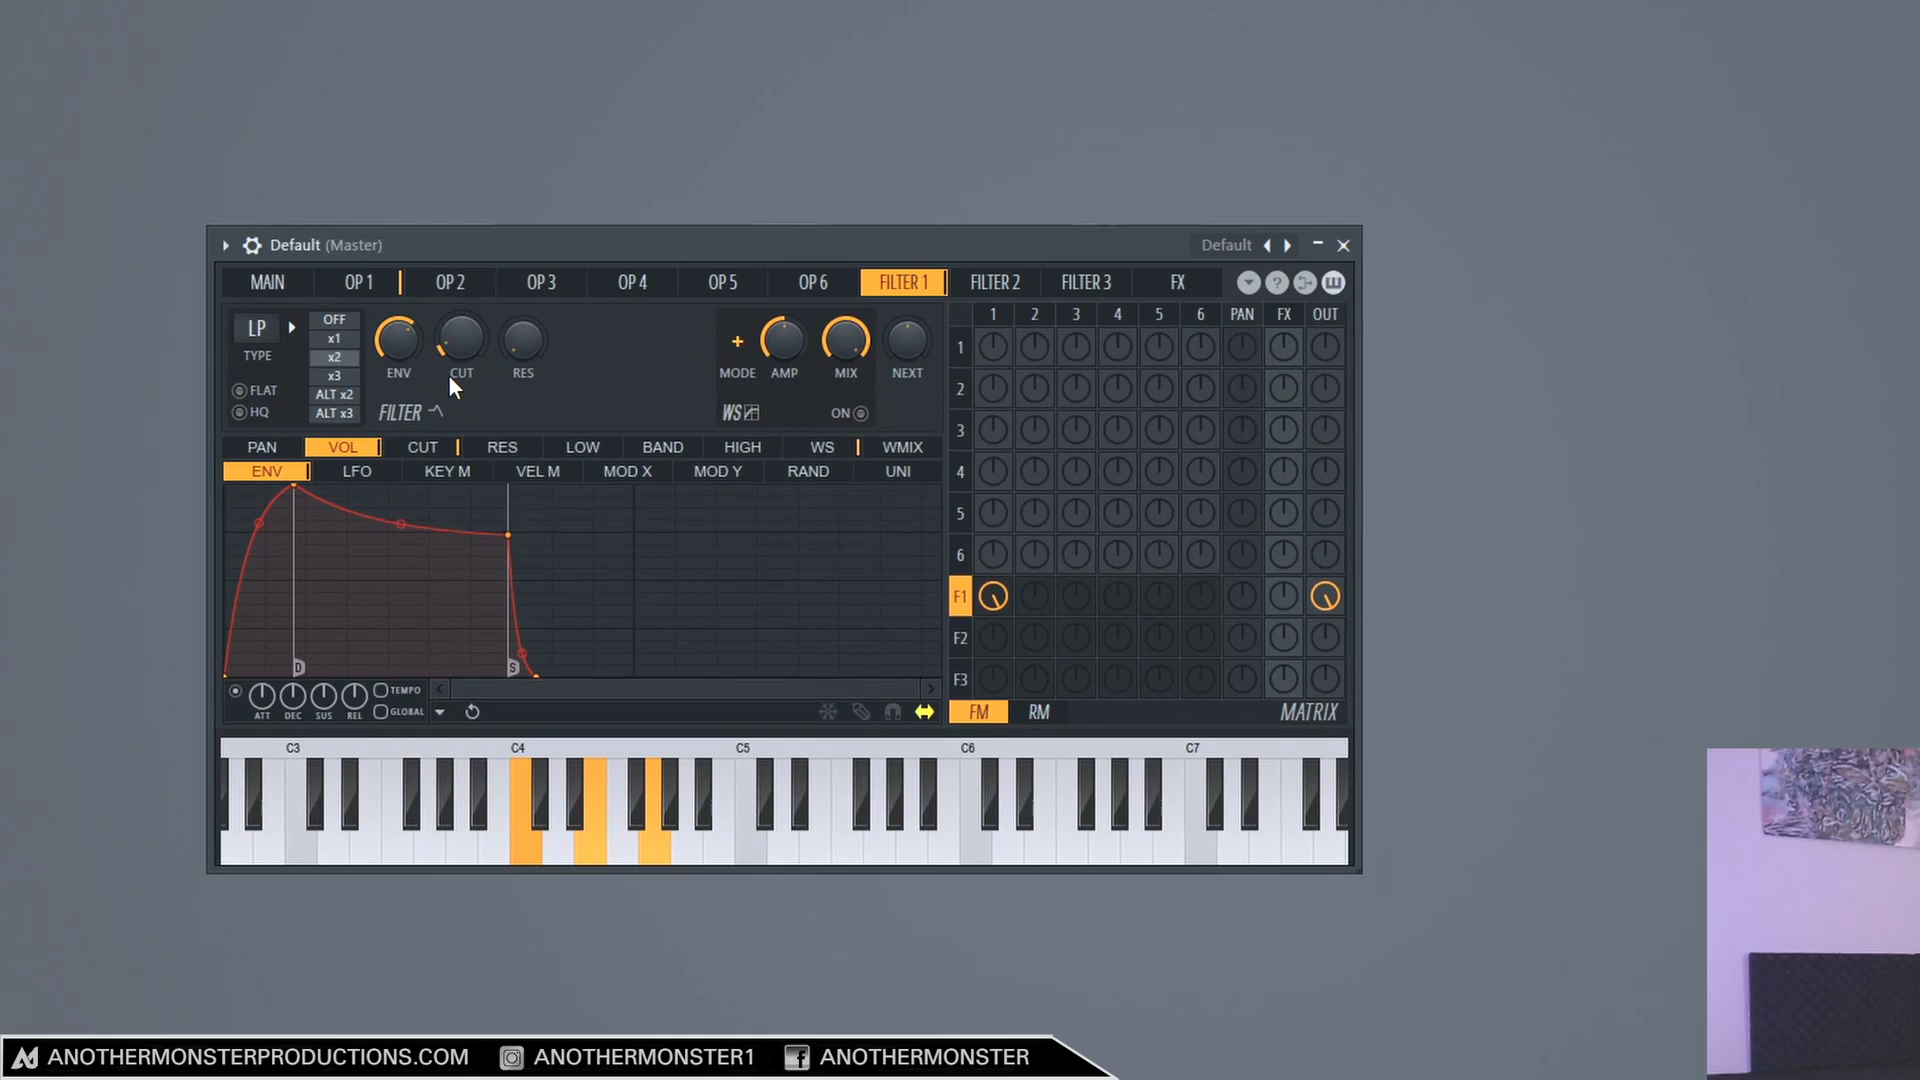 Default (Master)
Default
MAIN OP 1 OP 2 OP 3 OP 4 OP 5 OP 6 FILTER 1 FILTER 2 FILTER 3 FX
LP
TYPE
FLAT
HQ
OFF
x1
x2
x3
ALT x2
ALT x3
ENV CUT RES
FILTER
MODE AMP MIX NEXT
WS ON
PAN VOL CUT RES LOW BAND HIGH WS WMIX
ENV LFO KEY M VEL M MOD X MOD Y RAND UNI
D
S
ATT DEC SUS REL
TEMPO
GLOBAL
1 2 3 4 5 6 PAN FX OUT
1
2
3
4
5
6
F1
F2
F3
FM RM MATRIX
C3 C4 C5 C6 C7
ANOTHERMONSTERPRODUCTIONS.COM ANOTHERMONSTER1 ANOTHERMONSTER